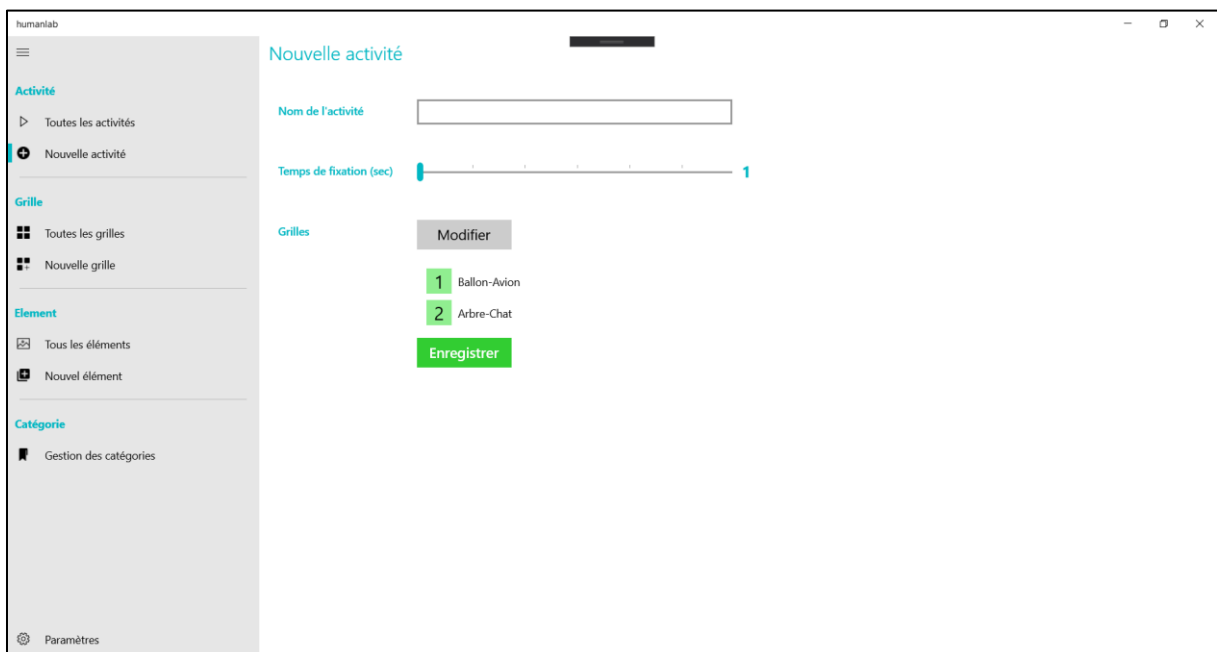 humanlab
Activité
Toutes les activités
Nouvelle activité
Grille
Toutes les grilles
Nouvelle grille
Element
Tous les éléments
Nouvel élément
Catégorie
Gestion des catégories
Paramètres
Nouvelle activité
Nom de l'activité
Temps de fixation (sec) 1
Grilles Modifier
1 Ballon-Avion
2 Arbre-Chat
Enregistrer